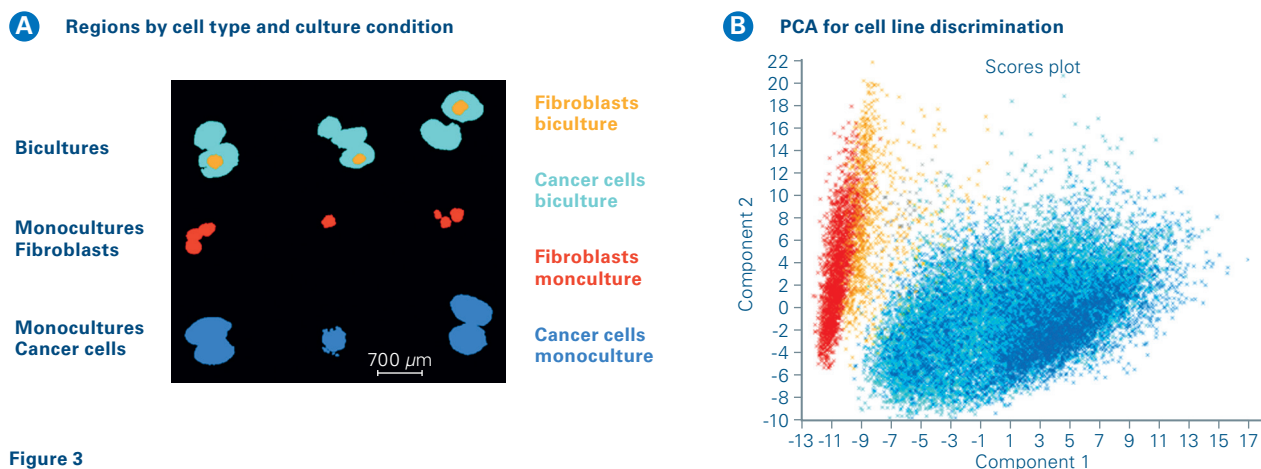 A Regions by cell type and culture condition
Bicultures
Monocultures
Fibroblasts
Monocultures
Cancer cells
700 µm
Fibroblasts
biculture
Cancer cells
biculture
Fibroblasts
monculture
Cancer cells
monoculture
Figure 3
B PCA for cell line discrimination
Scores plot
Component 2
22
20
18
16
14
12
10
8
6
4
2
0
-2
-4
-6
-8
-10
-13 -11 -9 -7 -5 -3 -1 1 3 5 7 9 11 13 15 17
Component 1